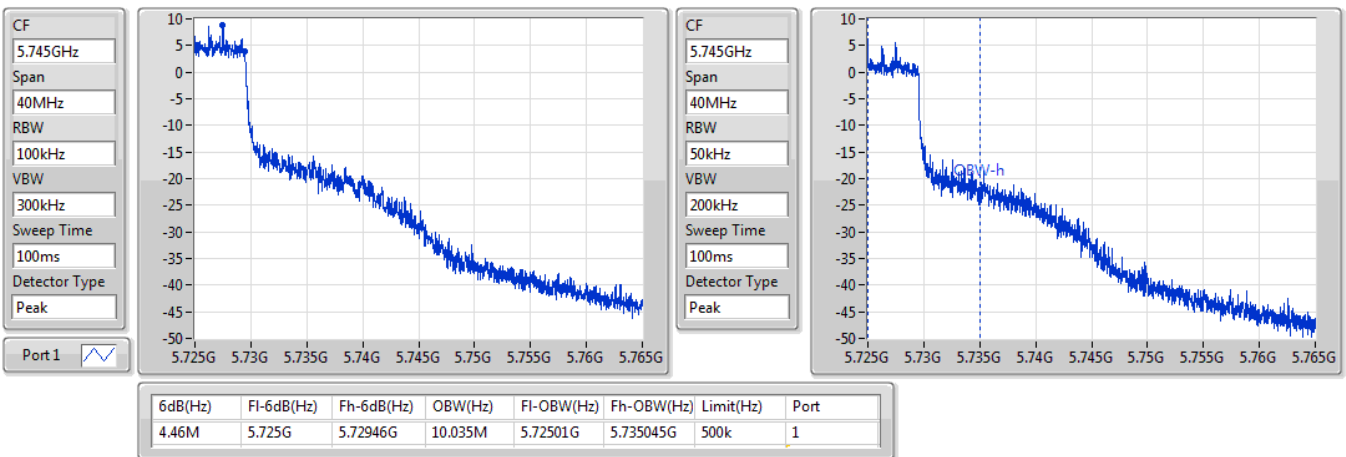 CF
5.745GHz
Span
40MHz
RBW
100kHz
VBW
300kHz
Sweep Time
100ms
Detector Type
Peak
Port 1
10
5
0
-5
-10
-15
-20
-25
-30
-35
-40
-45
-50
5.725G 5.73G 5.735G 5.74G 5.745G 5.75G 5.755G 5.76G 5.765G
CF
5.745GHz
Span
40MHz
RBW
50kHz
VBW
200kHz
Sweep Time
100ms
Detector Type
Peak
10
5
0
-5
-10
-15
-20
-25
-30
-35
-40
-45
-50
OBW-h
5.725G 5.73G 5.735G 5.74G 5.745G 5.75G 5.755G 5.76G 5.765G
6dB(Hz) Fl-6dB(Hz) Fh-6dB(Hz) OBW(Hz) Fl-OBW(Hz) Fh-OBW(Hz) Limit(Hz) Port
4.46M 5.725G 5.72946G 10.035M 5.72501G 5.735045G 500k 1